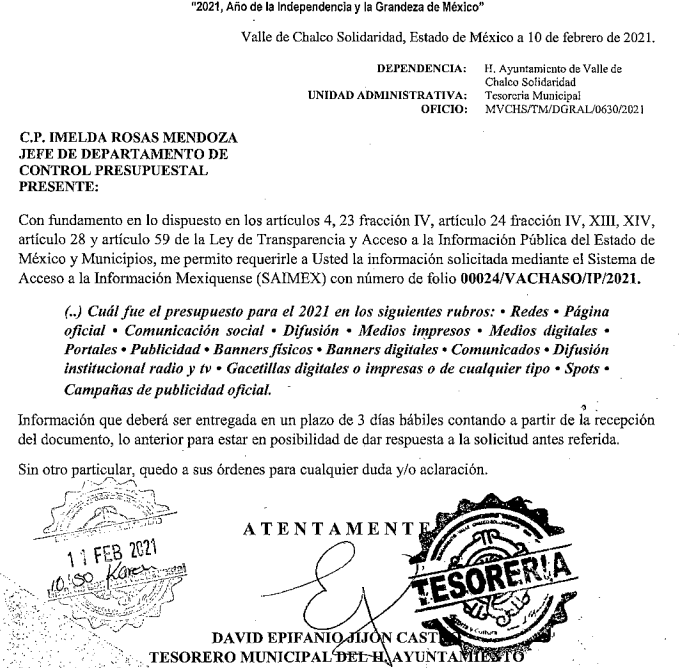 "2021, Año de la Independencia y la Grandeza de México"
Valle de Chalco Solidaridad, Estado de México a 10 de febrero de 2021.
DEPENDENCIA: H. Ayuntamiento de Valle de
Chalco Solidaridad
UNIDAD ADMINISTRATIVA: Tesoreria Municipal
OFICIO: MVCHS/TM/DGRAL/0630/2021
C.P. IMELDA ROSAS MENDOZA
JEFE DE DEPARTAMENTO DE
CONTROL PRESUPUESTAL
PRESENTE:
Con fundamento en lo dispuesto en los artículos 4, 23 fracción IV, artículo 24 fracción IV, XIII, XIV,
artículo 28 y artículo 59 de la Ley de Transparencia y Acceso a la Información Pública del Estado de
México y Municipios, me permito requerirle a Usted la información solicitada mediante el Sistema de
Acceso a la Información Mexiquense (SAIMEX) con número de folio 00024/VACHASO/IP/2021.
(..) Cuál fue el presupuesto para el 2021 en los siguientes rubros: • Redes • Página
oficial • Comunicación social • Difusión • Medios impresos • Medios digitales •
Portales • Publicidad • Banners físicos • Banners digitales • Comunicados • Difusión
institucional radio y tv • Gacetillas digitales o impresas o de cualquier tipo • Spots •
Campañas de publicidad oficial.
Información que deberá ser entregada en un plazo de 3 días hábiles contando a partir de la recepción
del documento, lo anterior para estar en posibilidad de dar respuesta a la solicitud antes referida.
Sin otro particular, quedo a sus órdenes para cualquier duda y/o aclaración.
ATENTAMENTE
11 FEB 2021
10:50 Karen
TESORERIA
DAVID EPIFANIO JIJÓN
TESORERO MUNICIPAL DEL H. AYUNTAMIENTO